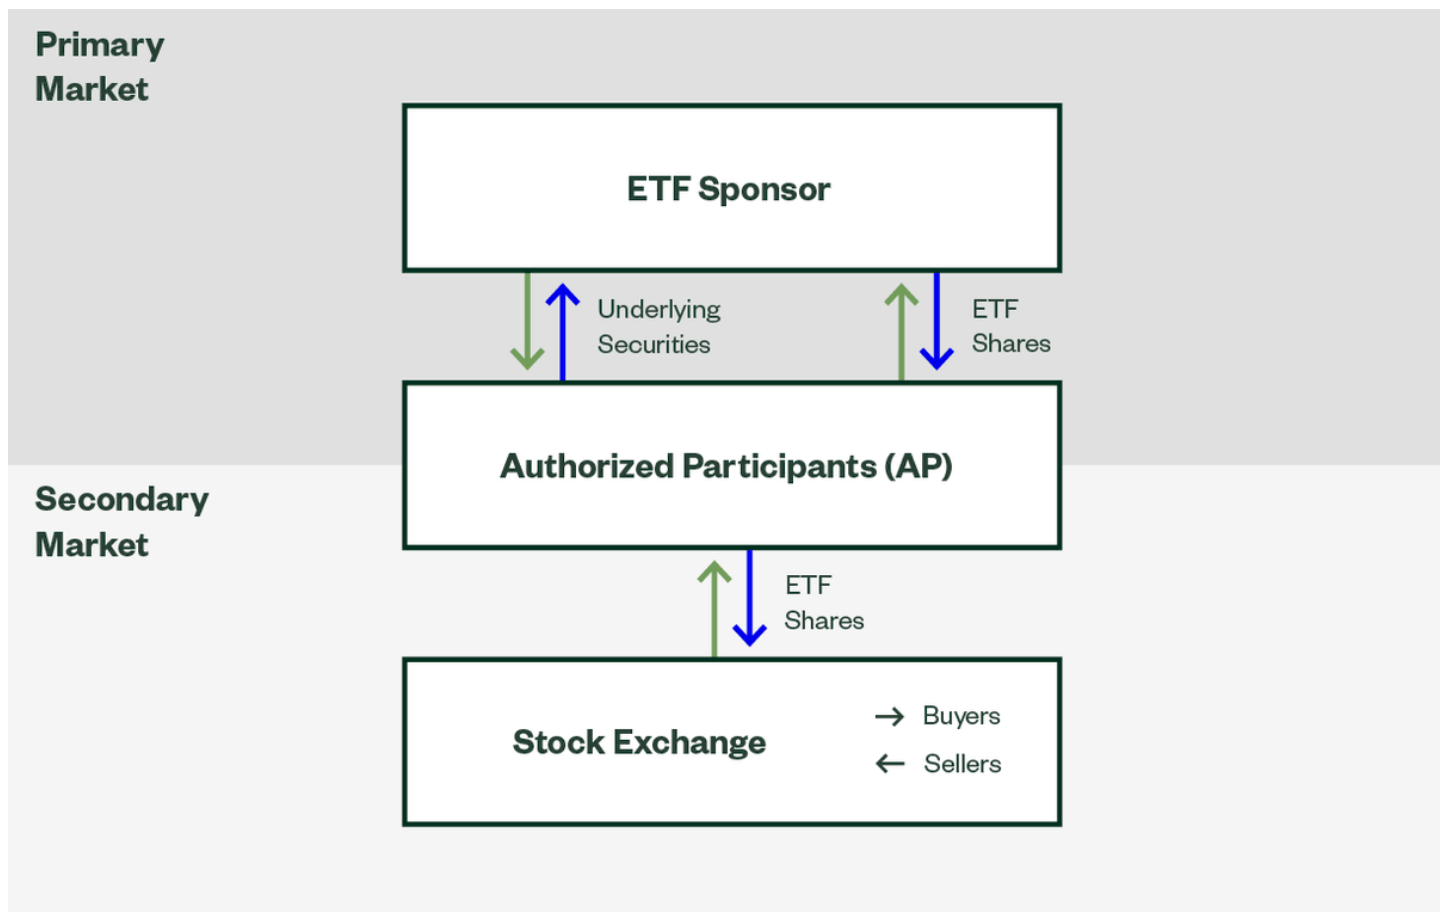 Primary
Market
ETF Sponsor
Underlying
Securities
ETF
Shares
Authorized Participants (AP)
Secondary
Market
ETF
Shares
Stock Exchange
Buyers
Sellers